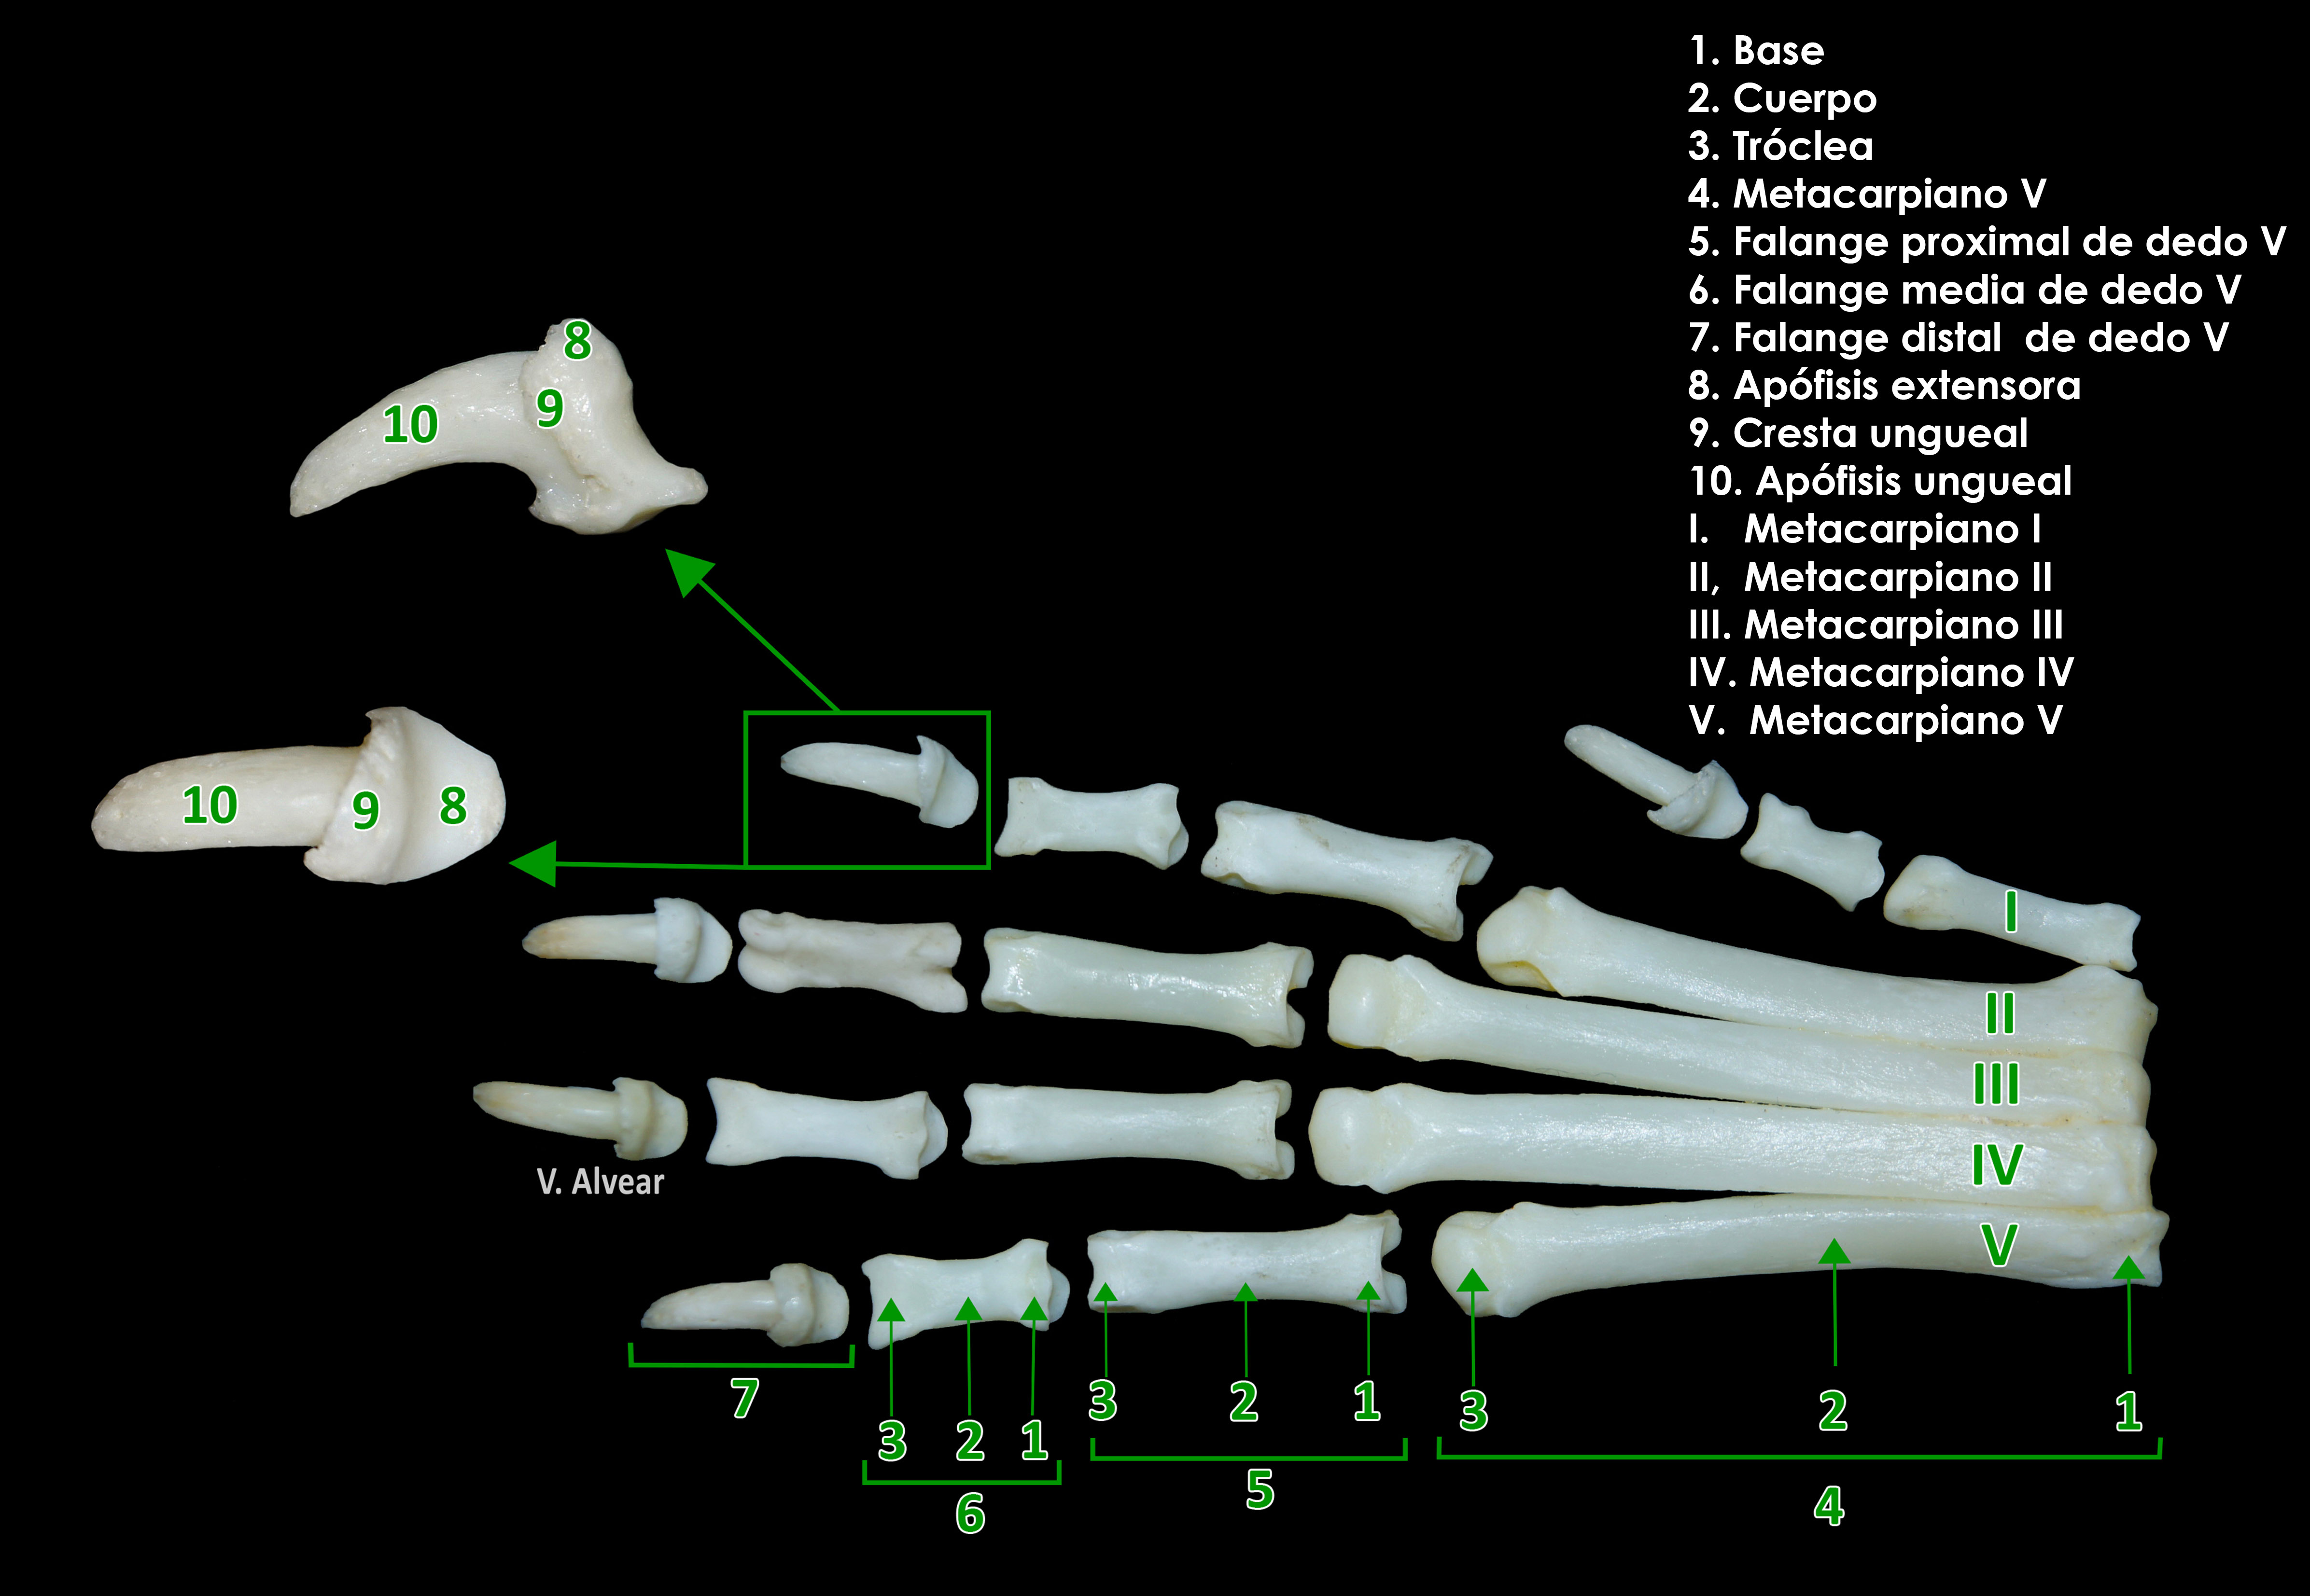 1. Base
2. Cuerpo
3. Tróclea
4. Metacarpiano V
5. Falange proximal de dedo V
6. Falange media de dedo V
7. Falange distal  de dedo V
8. Apófisis extensora
9. Cresta ungueal
10. Apófisis ungueal
I.   Metacarpiano I
II,  Metacarpiano II
III. Metacarpiano III
IV. Metacarpiano IV
V.  Metacarpiano V
8
9
10
10 9 8
I
II
III
IV
V. Alvear
V
7
3 2 1
3 2 1
3 2 1
6
5
4